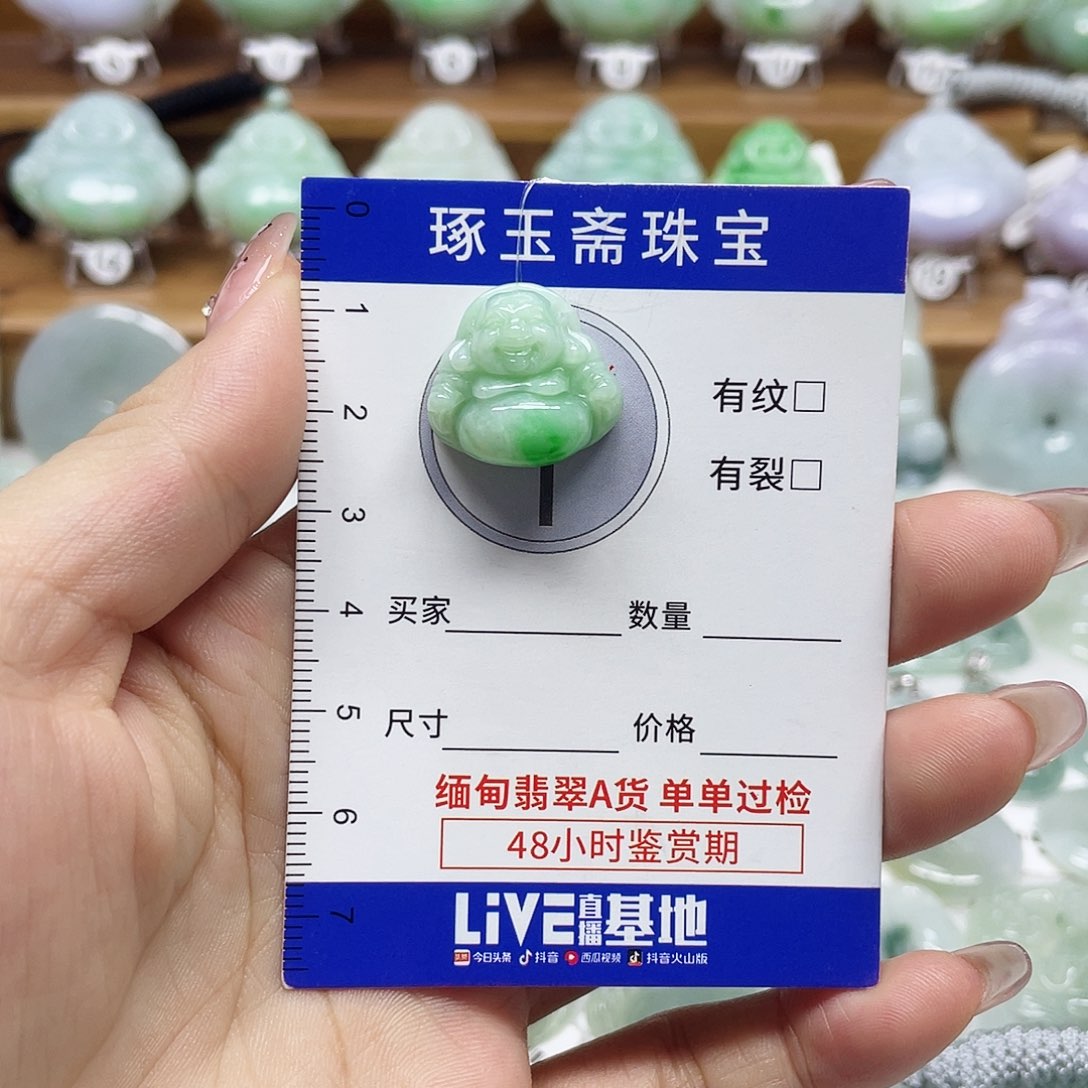 琢玉斋珠宝
0
1
2
3
4
5
6
7
有纹□
有裂□
买家 数量
尺寸 价格
缅甸翡翠A货 单单过检
48小时鉴赏期
LiVE直播基地
今日头条 抖音 西瓜视频 抖音火山版